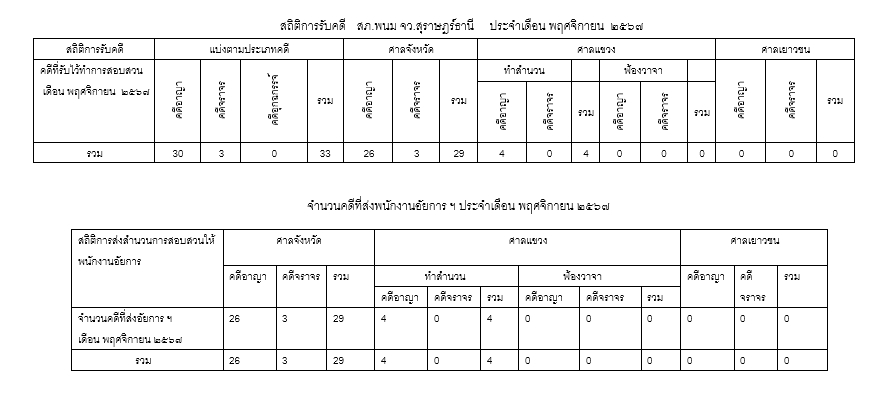 สถิติการรับคดี สภ.พนม จว.สุราษฎร์ธานี ประจำเดือน พฤศจิกายน ๒๕๖๗
สถิติการรับคดี แบ่งตามประเภทคดี ศาลจังหวัด ศาลแขวง ศาลเยาวชน
คดีที่รับไว้ทำการสอบสวน ทำสำนวน ฟ้องวาจา
เดือน พฤศจิกายน ๒๕๖๗ คดีอาญา คดีจราจร คดีอุกฉกรรจ์ รวม คดีอาญา คดีจราจร รวม คดีอาญา คดีจราจร รวม คดีอาญา คดีจราจร รวม คดีอาญา คดีจราจร รวม
รวม 30 3 0 33 26 3 29 4 0 4 0 0 0 0 0 0
จำนวนคดีที่ส่งพนักงานอัยการ ฯ ประจำเดือน พฤศจิกายน ๒๕๖๗
สถิติการส่งสำนวนการสอบสวนให้ ศาลจังหวัด ศาลแขวง ศาลเยาวชน
พนักงานอัยการ
คดีอาญา คดีจราจร รวม ทำสำนวน ฟ้องวาจา คดีอาญา คดี รวม
คดีอาญา คดีจราจร รวม คดีอาญา คดีจราจร รวม จราจร
จำนวนคดีที่ส่งอัยการ ฯ 26 3 29 4 0 4 0 0 0 0 0 0
เดือน พฤศจิกายน ๒๕๖๗
รวม 26 3 29 4 0 4 0 0 0 0 0 0